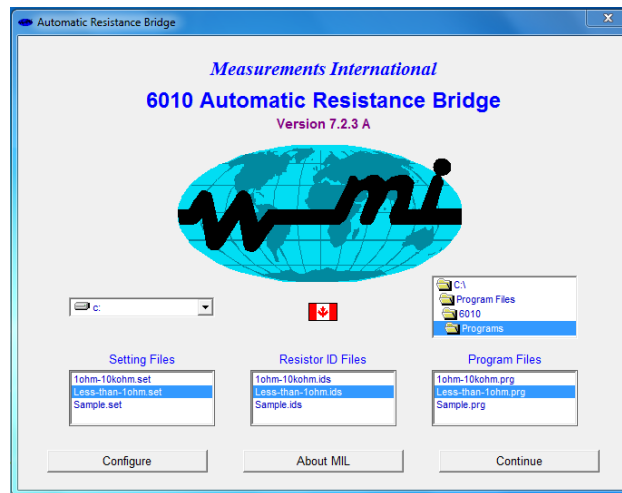 Automatic Resistance Bridge
Measurements International
6010 Automatic Resistance Bridge
Version 7.2.3 A
mi
c:
C:\
Program Files
6010
Programs
Setting Files
1ohm-10kohm.set
Less-than-1ohm.set
Sample.set
Resistor ID Files
1ohm-10kohm.ids
Less-than-1ohm.ids
Sample.ids
Program Files
1ohm-10kohm.prg
Less-than-1ohm.prg
Sample.prg
Configure
About MIL
Continue